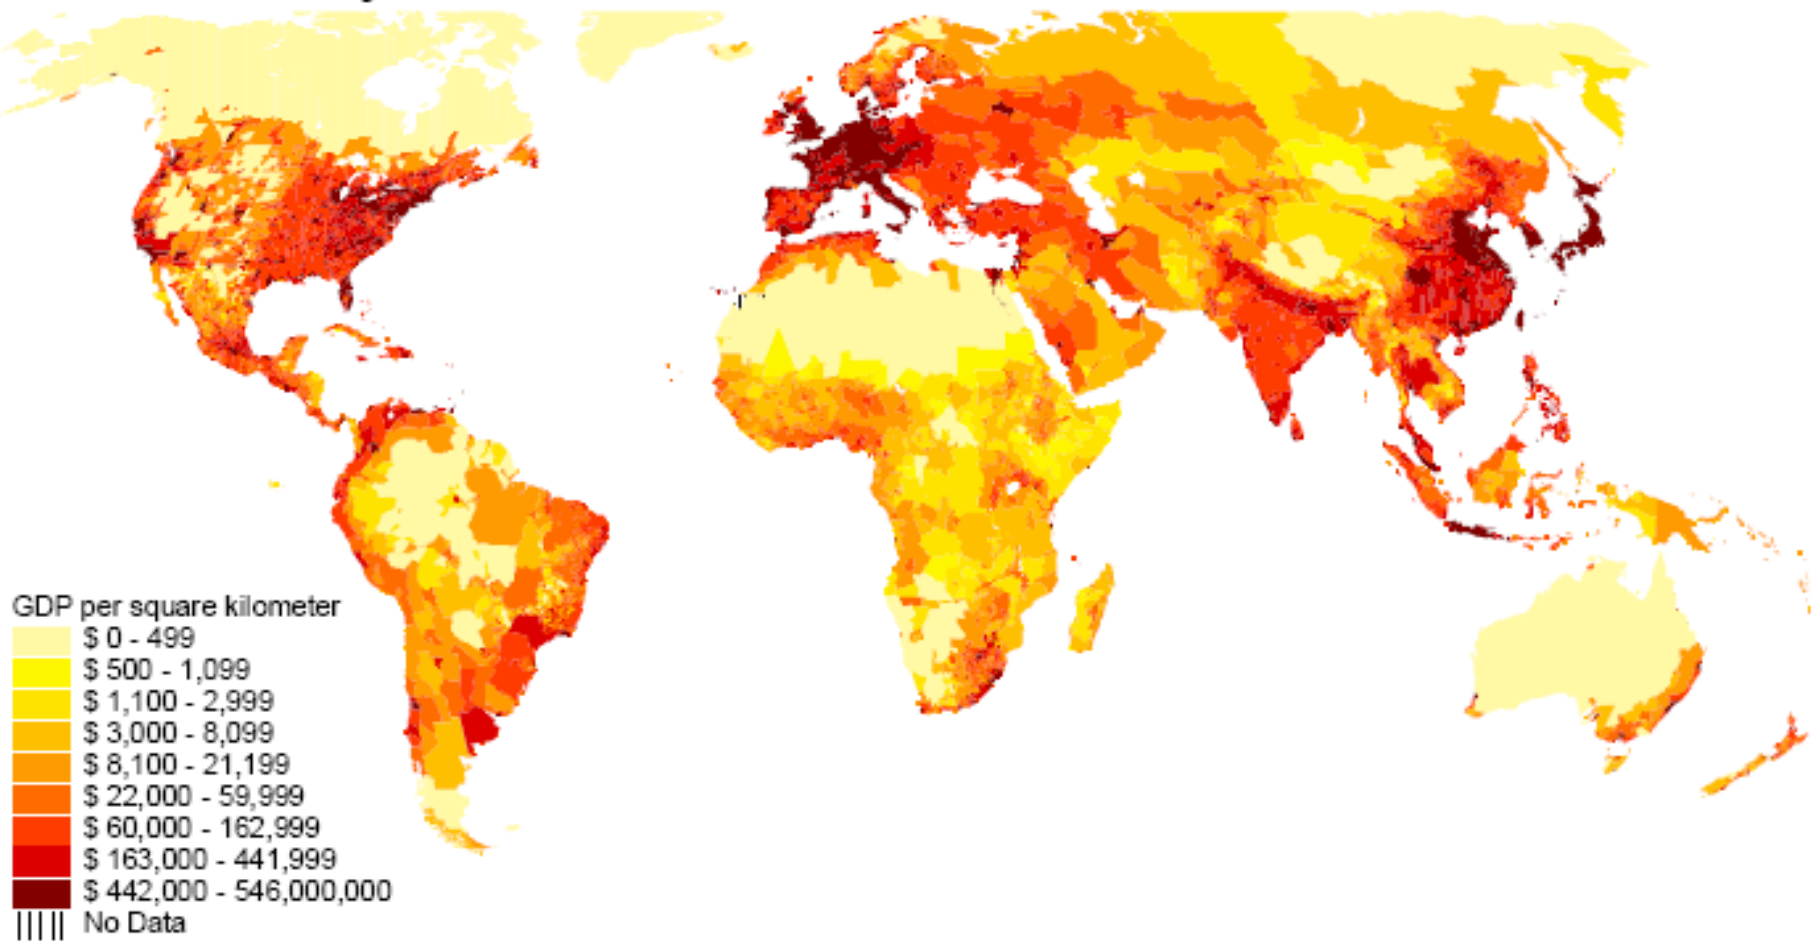 GDP per square kilometer
$ 0 - 499
$ 500 - 1,099
$ 1,100 - 2,999
$ 3,000 - 8,099
$ 8,100 - 21,199
$ 22,000 - 59,999
$ 60,000 - 162,999
$ 163,000 - 441,999
$ 442,000 - 546,000,000
No Data